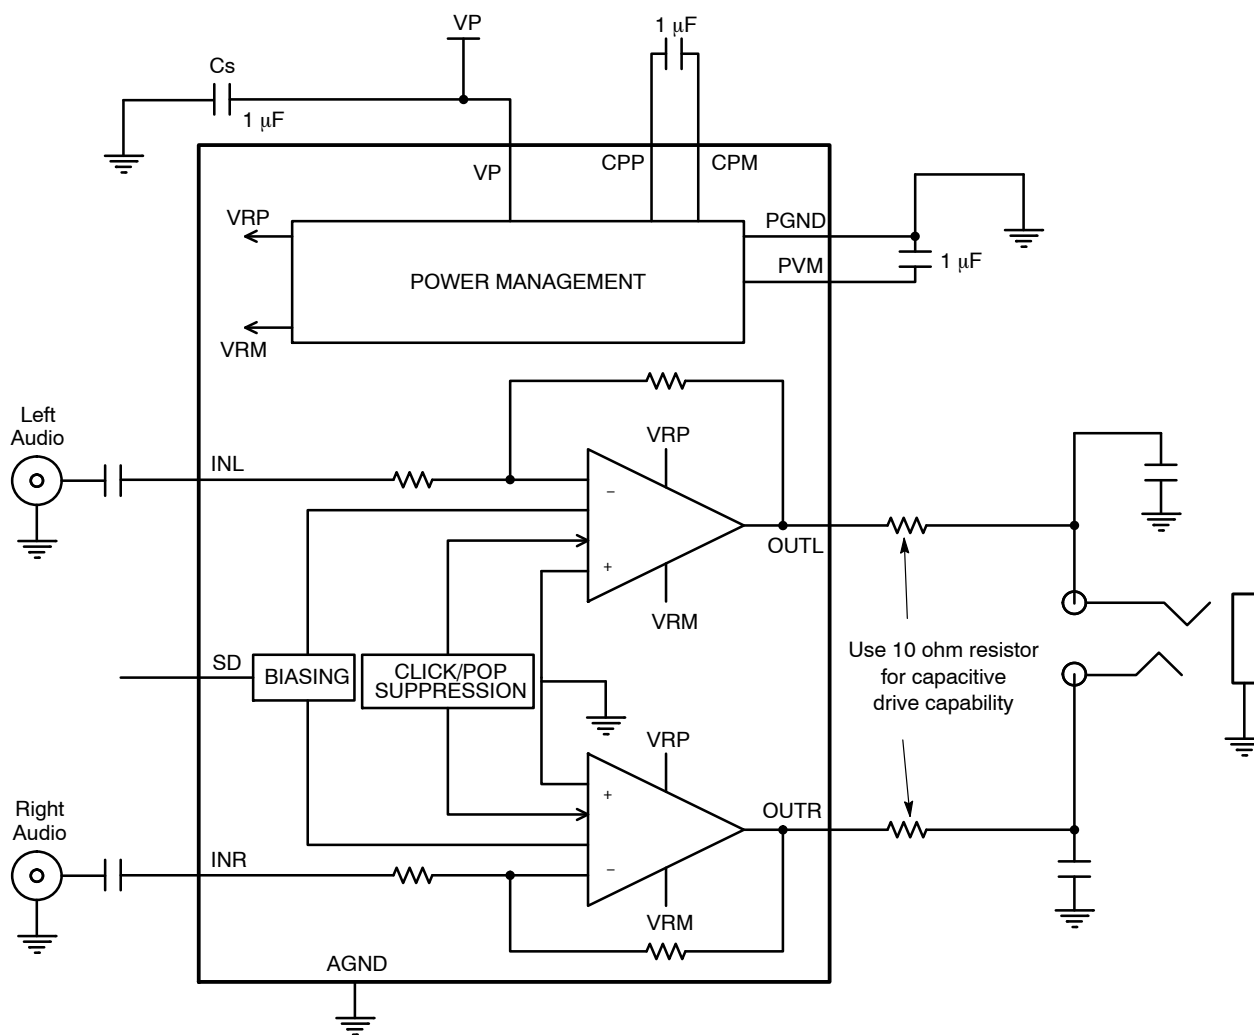 VP
1 μF
Cs
1 μF
VP
CPP
CPM
VRP
PGND
POWER MANAGEMENT
PVM
1 μF
VRM
Left
Audio
INL
VRP
−
+
OUTL
VRM
SD
BIASING
CLICK/POP
SUPPRESSION
Use 10 ohm resistor
for capacitive
drive capability
VRP
+
Right
Audio
OUTR
INR
−
VRM
AGND